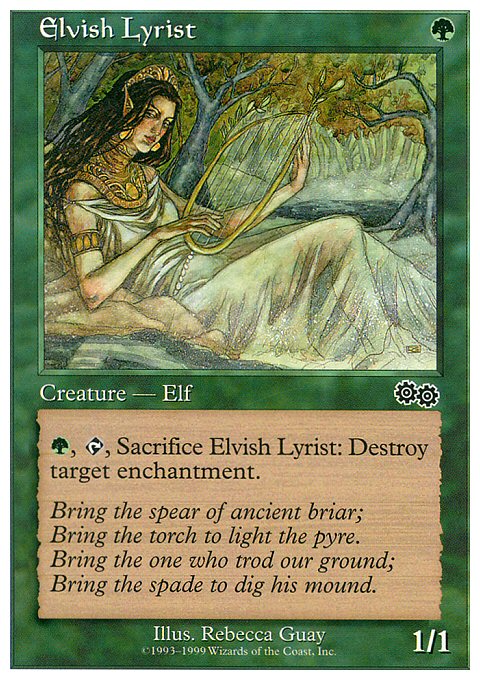 Elvish Lyrist
Creature — Elf
, , Sacrifice Elvish Lyrist: Destroy
target enchantment.
Bring the spear of ancient briar;
Bring the torch to light the pyre.
Bring the one who trod our ground;
Bring the spade to dig his mound.
Illus. Rebecca Guay
1/1
©1993–1999 Wizards of the Coast, Inc.